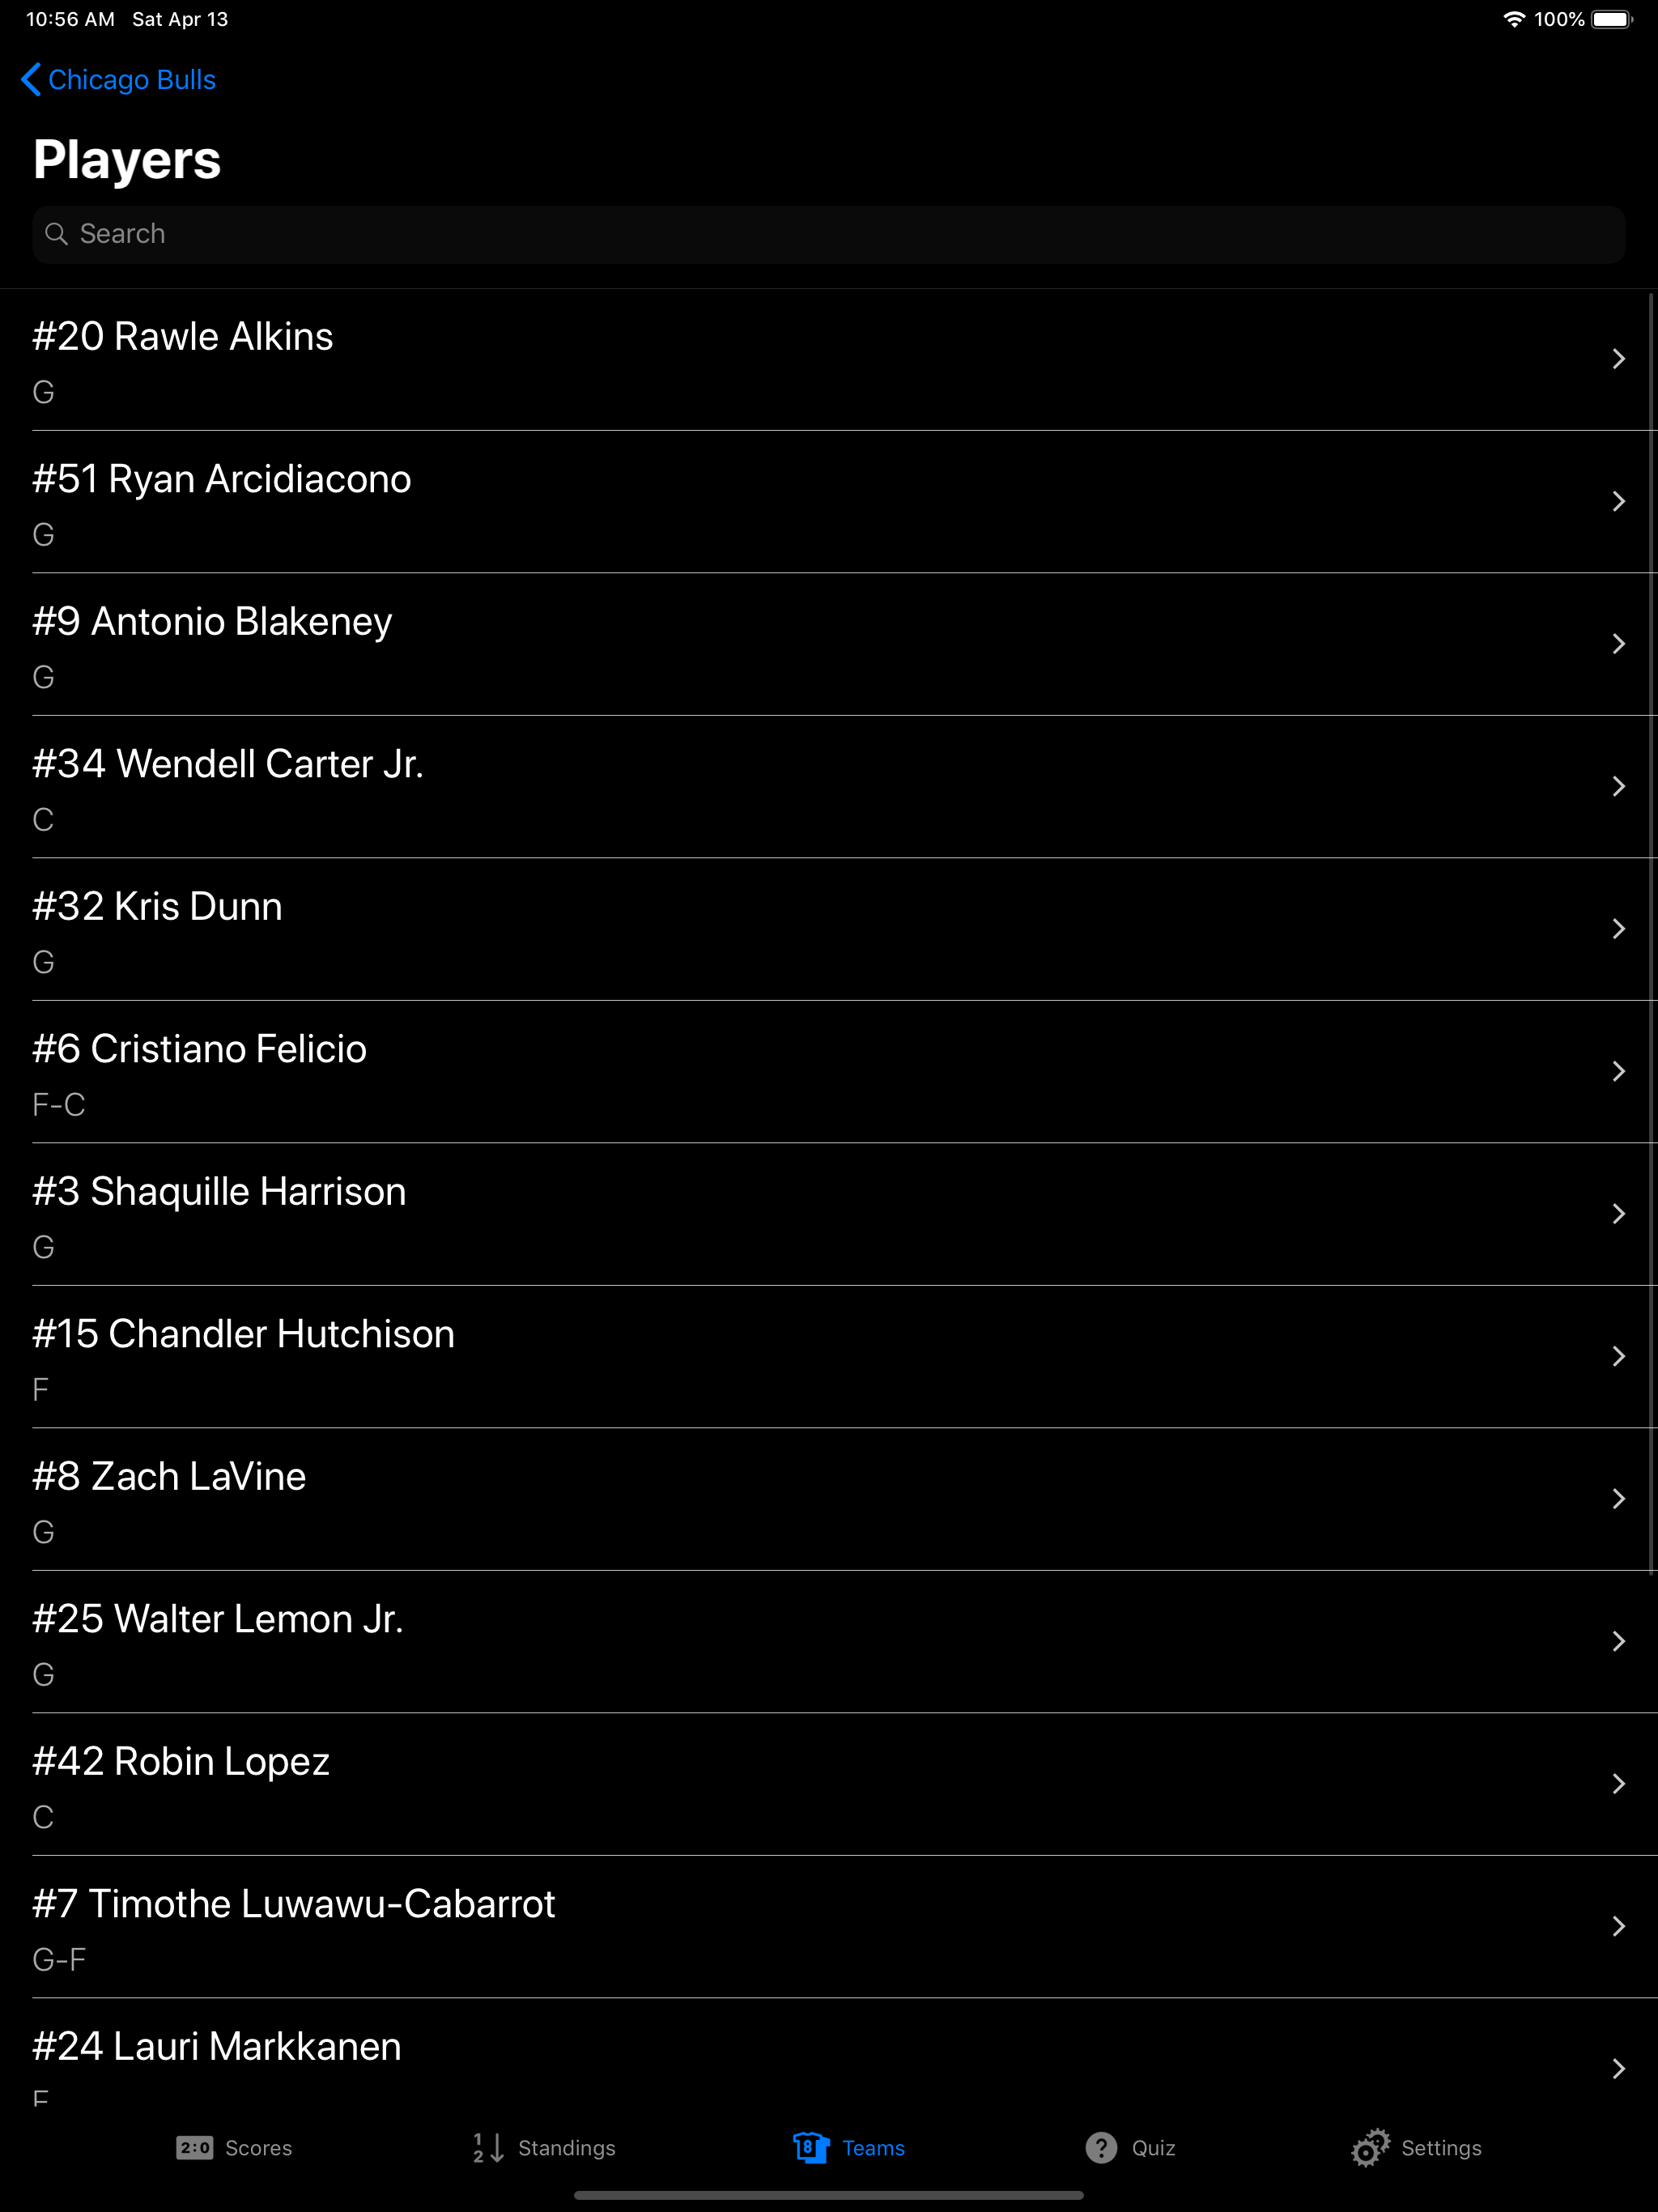 10:56 AM Sat Apr 13 100%
Chicago Bulls
Players
Search
#20 Rawle Alkins
G
#51 Ryan Arcidiacono
G
#9 Antonio Blakeney
G
#34 Wendell Carter Jr.
C
#32 Kris Dunn
G
#6 Cristiano Felicio
F-C
#3 Shaquille Harrison
G
#15 Chandler Hutchison
F
#8 Zach LaVine
G
#25 Walter Lemon Jr.
G
#42 Robin Lopez
C
#7 Timothe Luwawu-Cabarrot
G-F
#24 Lauri Markkanen
F
2:0 Scores 1 2 Standings 8 Teams ? Quiz Settings